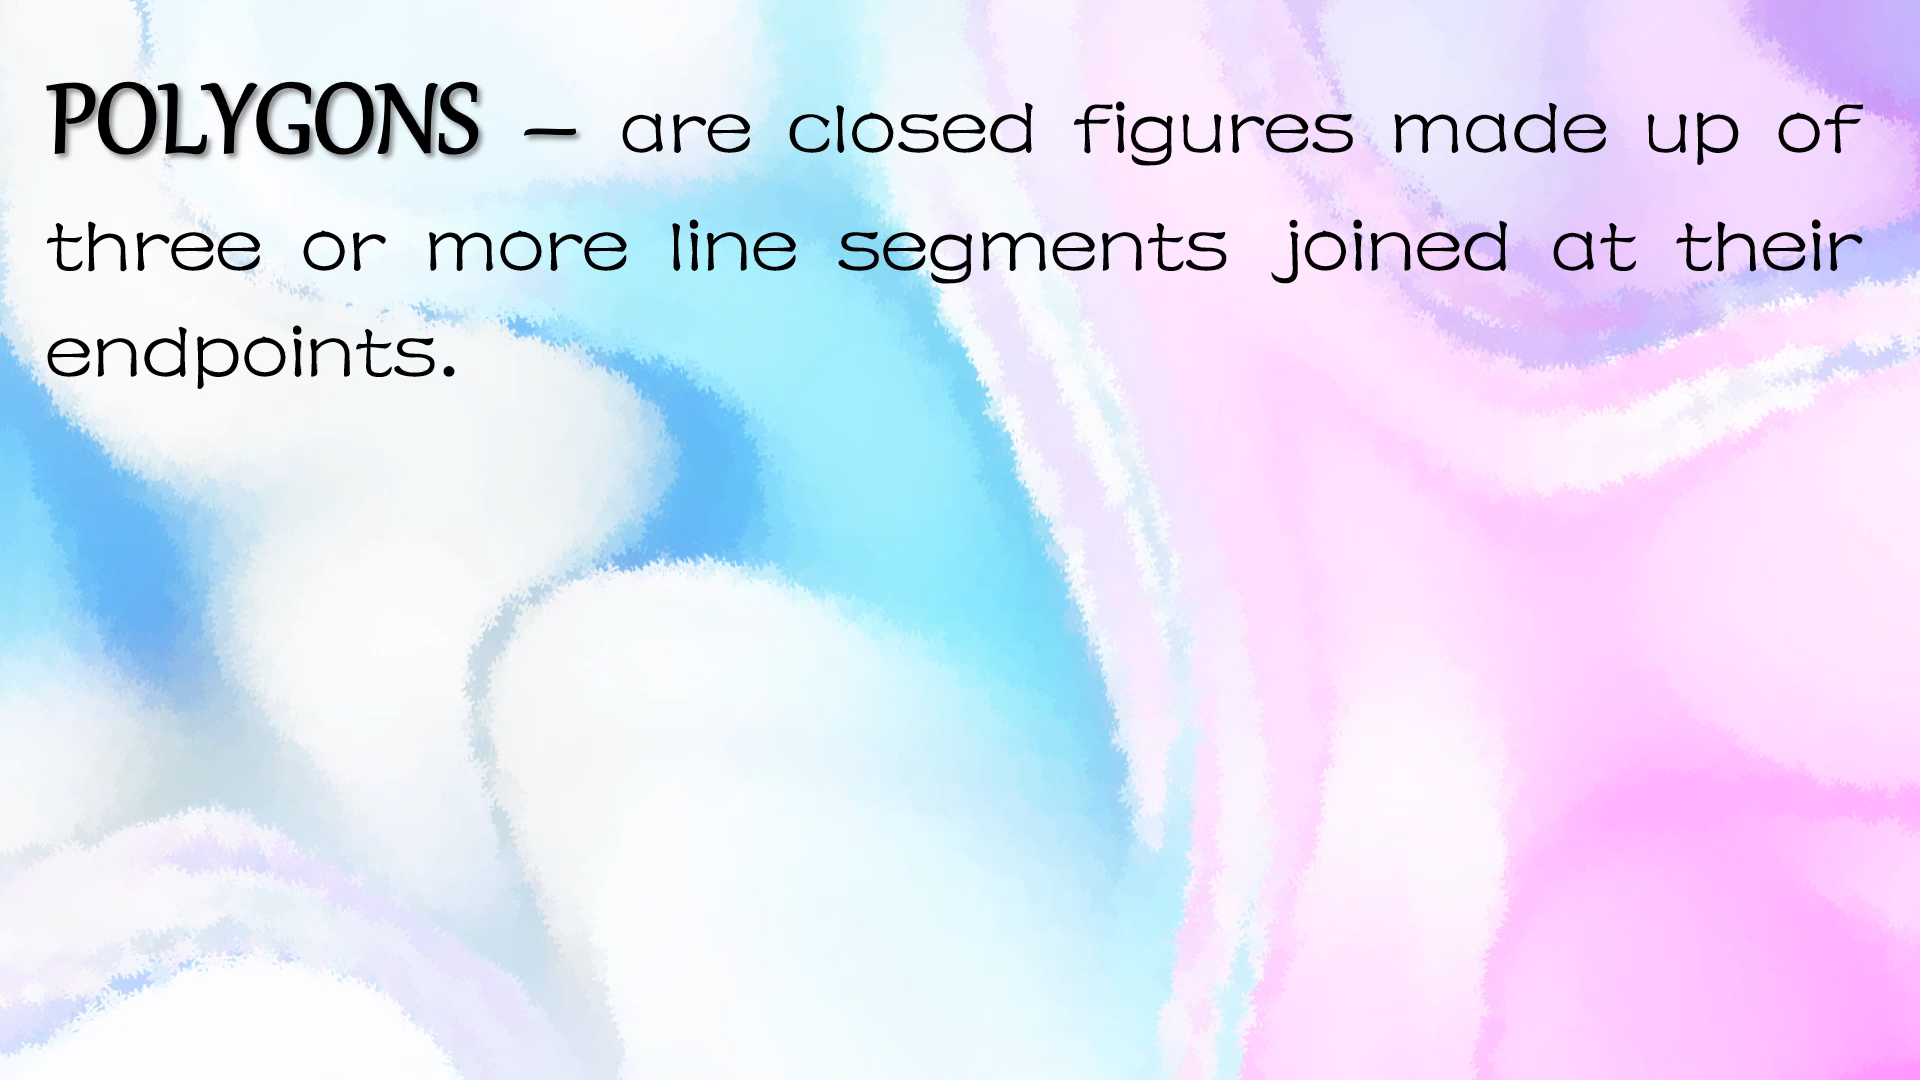 POLYGONS – are closed figures made up of
three or more line segments joined at their
endpoints.